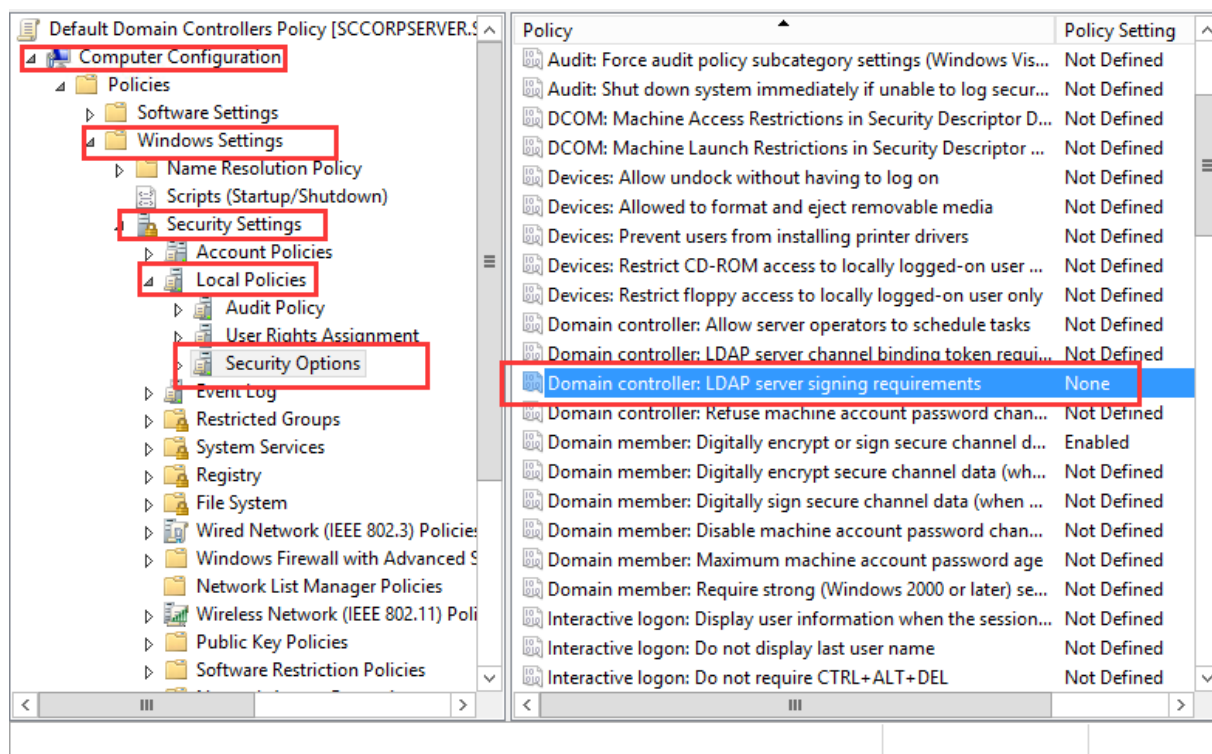 Default Domain Controllers Policy [SCCORPSERVER.S
Computer Configuration
Policies
Software Settings
Windows Settings
Name Resolution Policy
Scripts (Startup/Shutdown)
Security Settings
Account Policies
Local Policies
Audit Policy
User Rights Assignment
Security Options
Event Log
Restricted Groups
System Services
Registry
File System
Wired Network (IEEE 802.3) Policies
Windows Firewall with Advanced S
Network List Manager Policies
Wireless Network (IEEE 802.11) Poli
Public Key Policies
Software Restriction Policies
Policy Policy Setting
Audit: Force audit policy subcategory settings (Windows Vis... Not Defined
Audit: Shut down system immediately if unable to log secur... Not Defined
DCOM: Machine Access Restrictions in Security Descriptor D... Not Defined
DCOM: Machine Launch Restrictions in Security Descriptor ... Not Defined
Devices: Allow undock without having to log on Not Defined
Devices: Allowed to format and eject removable media Not Defined
Devices: Prevent users from installing printer drivers Not Defined
Devices: Restrict CD-ROM access to locally logged-on user ... Not Defined
Devices: Restrict floppy access to locally logged-on user only Not Defined
Domain controller: Allow server operators to schedule tasks Not Defined
Domain controller: LDAP server channel binding token requi... Not Defined
Domain controller: LDAP server signing requirements None
Domain controller: Refuse machine account password chan... Not Defined
Domain member: Digitally encrypt or sign secure channel d... Enabled
Domain member: Digitally encrypt secure channel data (wh... Not Defined
Domain member: Digitally sign secure channel data (when ... Not Defined
Domain member: Disable machine account password chan... Not Defined
Domain member: Maximum machine account password age Not Defined
Domain member: Require strong (Windows 2000 or later) se... Not Defined
Interactive logon: Display user information when the session... Not Defined
Interactive logon: Do not display last user name Not Defined
Interactive logon: Do not require CTRL+ALT+DEL Not Defined